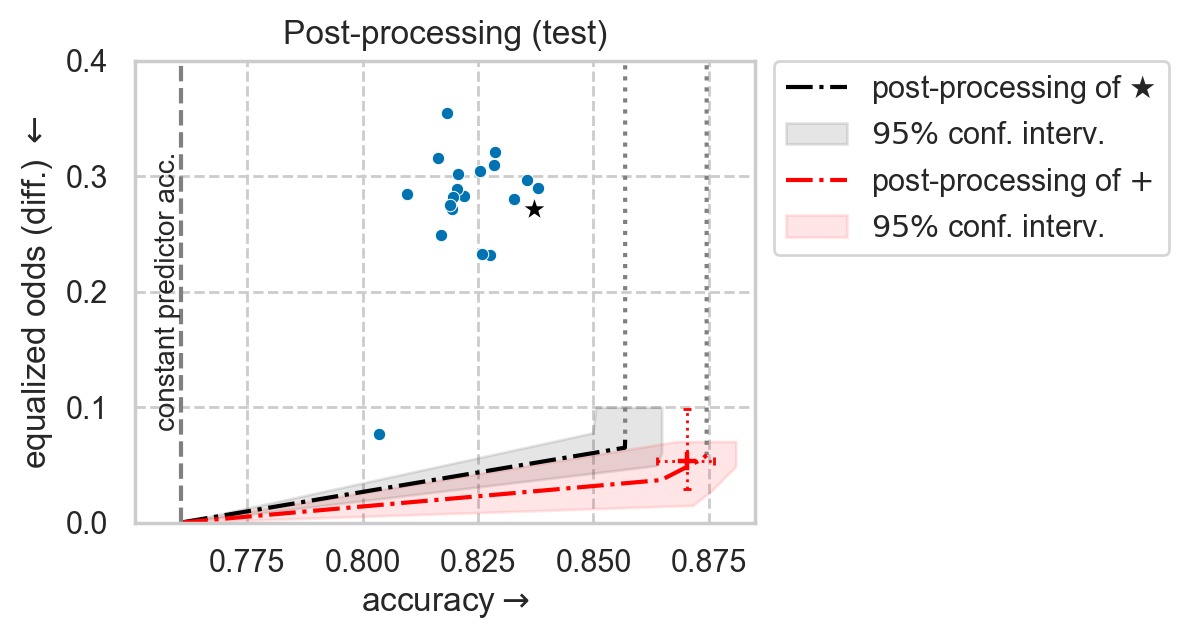 Post-processing (test)
equalized odds (diff.) ←
0.4
0.3
0.2
0.1
0.0
constant predictor acc.
0.775
0.800
0.825
0.850
0.875
accuracy →
post-processing of ★
95% conf. interv.
post-processing of +
95% conf. interv.